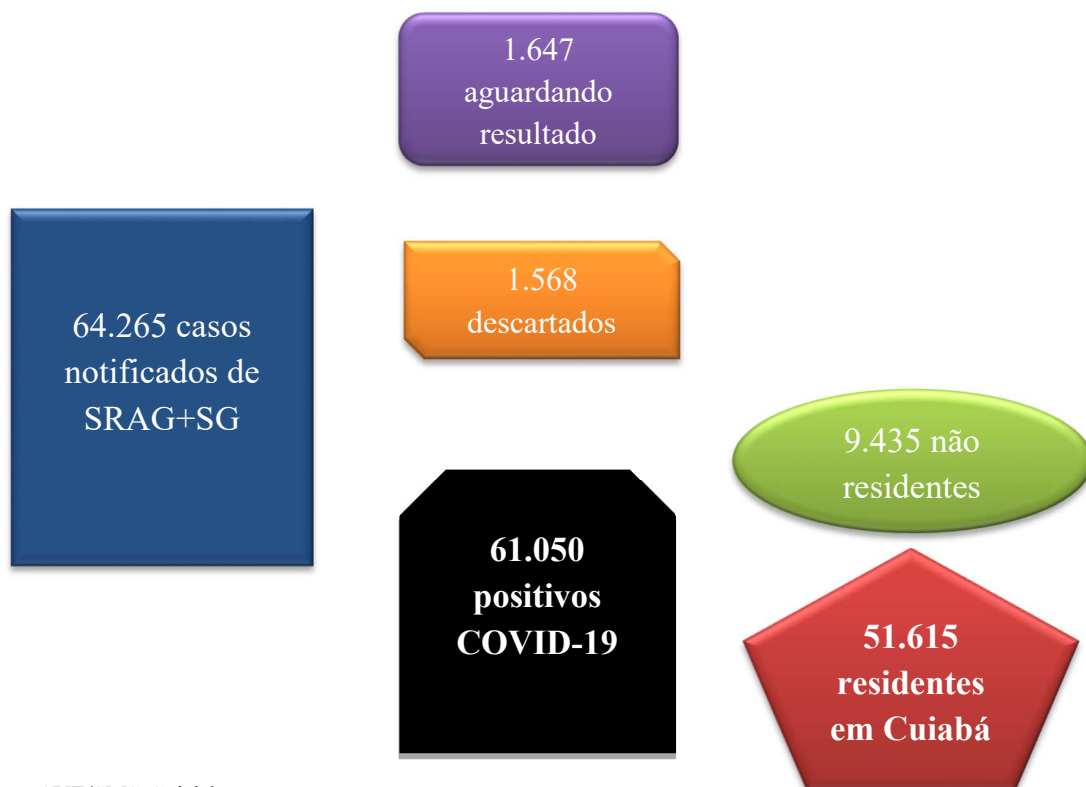 1.647
aguardando
resultado
64.265 casos
notificados de
SRAG+SG
1.568
descartados
9.435 não
residentes
61.050
positivos
COVID-19
51.615
residentes
em Cuiabá